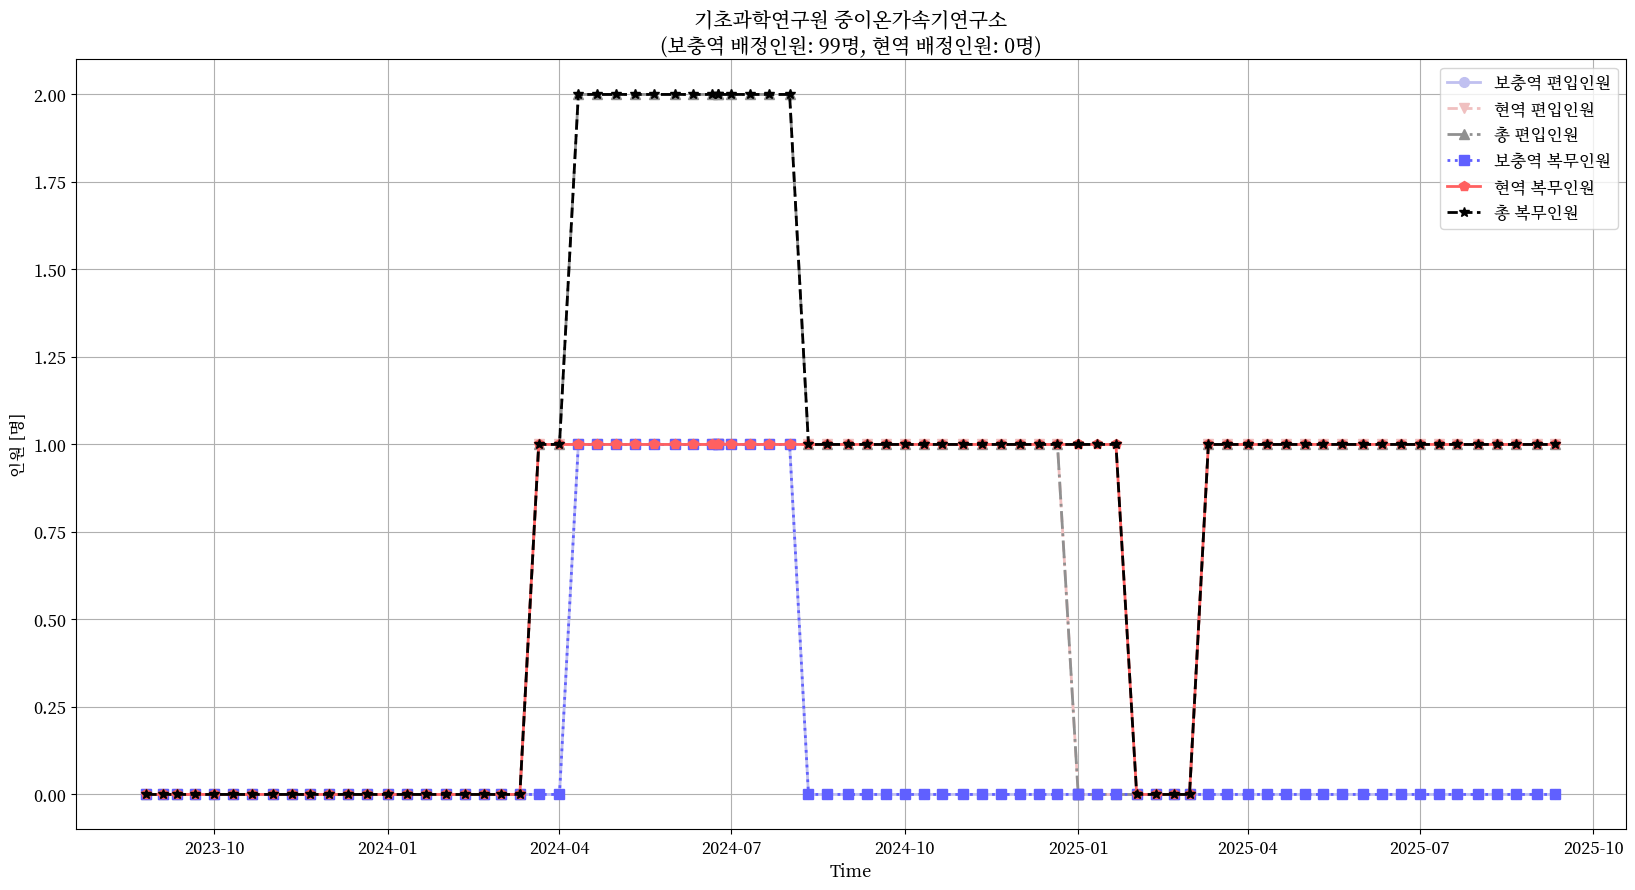 기초과학연구원 중이온가속기연구소
(보충역 배정인원: 99명, 현역 배정인원: 0명)
보충역 편입인원
현역 편입인원
총 편입인원
보충역 복무인원
현역 복무인원
총 복무인원
인원 [명]
2.00
1.75
1.50
1.25
1.00
0.75
0.50
0.25
0.00
2023-10
2024-01
2024-04
2024-07
2024-10
2025-01
2025-04
2025-07
2025-10
Time